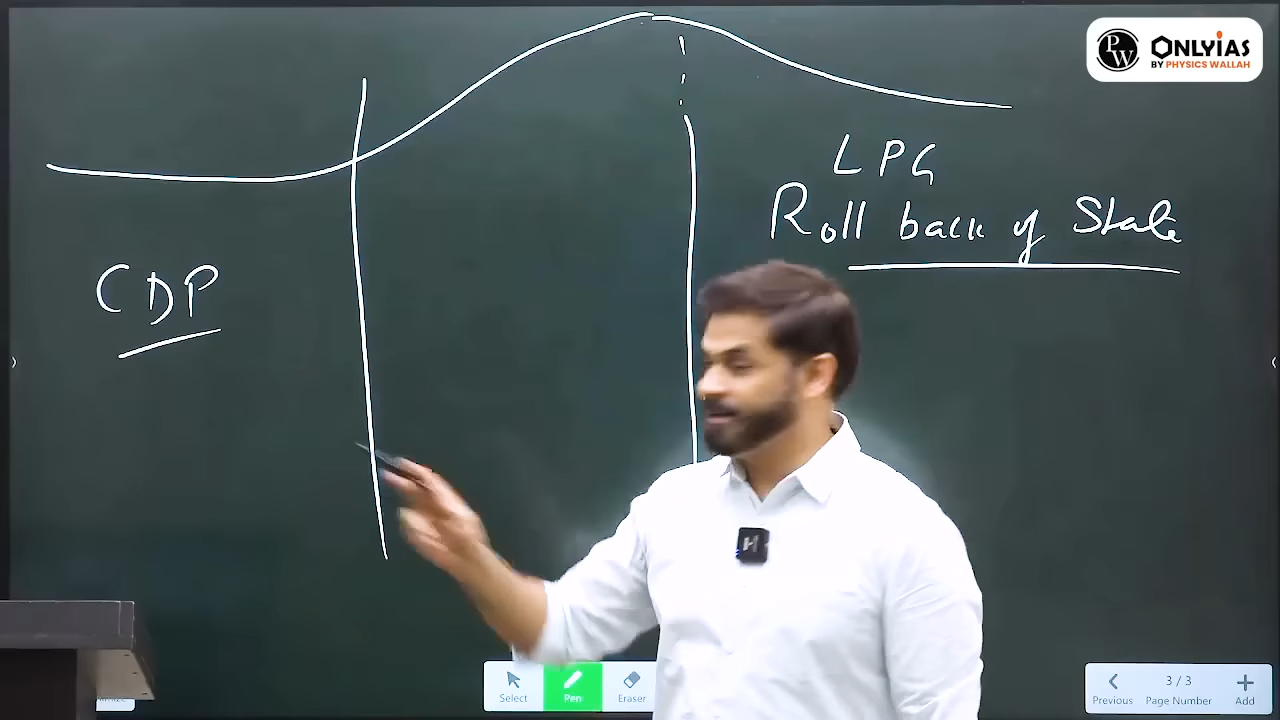 PW
ONLYIAS
BY PHYSICS WALLAH
LPG
Roll back of State
CDP
Select
Pen
Eraser
Previous
3 / 3
Page Number
Add